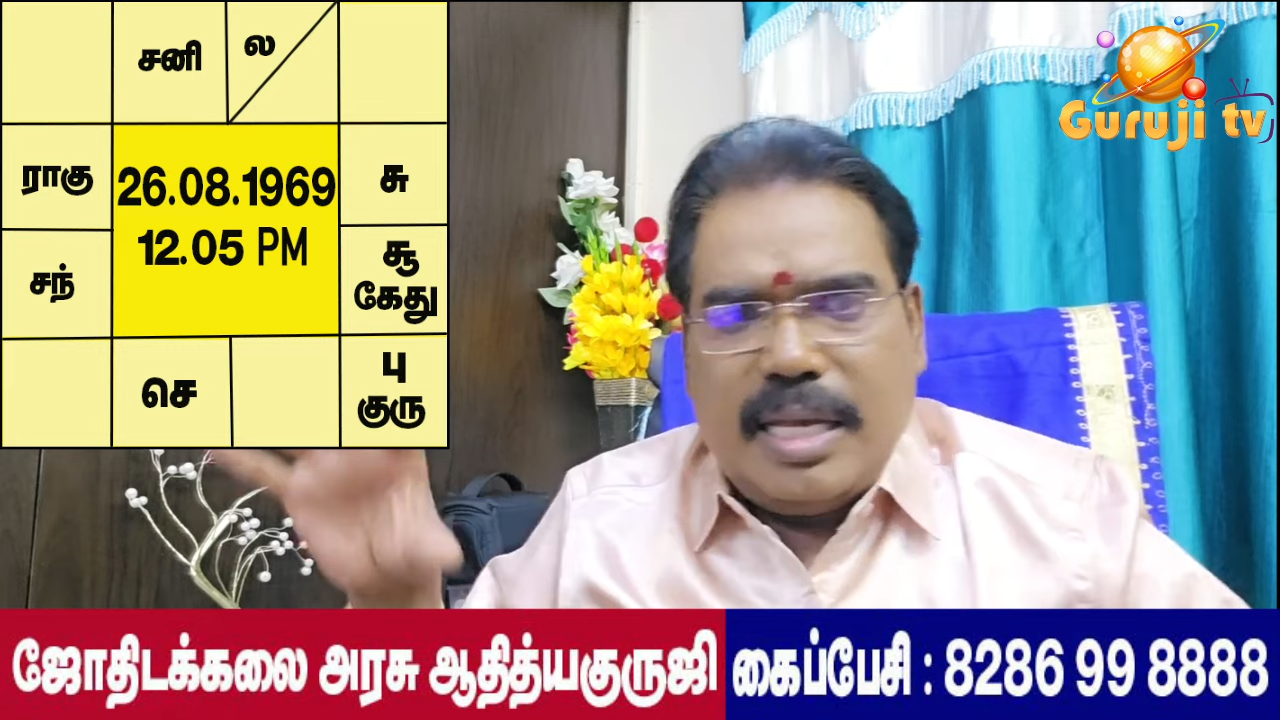 சனி
ல
ராகு
26.08.1969
12.05 PM
சு
சந்
சூ
கேது
செ
பு
குரு
Guruji tv
ஜோதிடக்கலை அரசு ஆதித்யகுருஜி
கைப்பேசி : 8286 99 8888